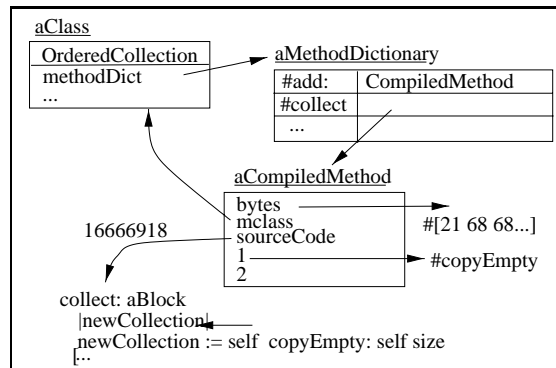 aClass
OrderedCollection
methodDict
...
aMethodDictionary
#add: CompiledMethod
#collect
...
aCompiledMethod
bytes
mclass
sourceCode
1
2
#[21 68 68...]
#copyEmpty
16666918
collect: aBlock
|newCollection|
newCollection := self copyEmpty: self size
[...